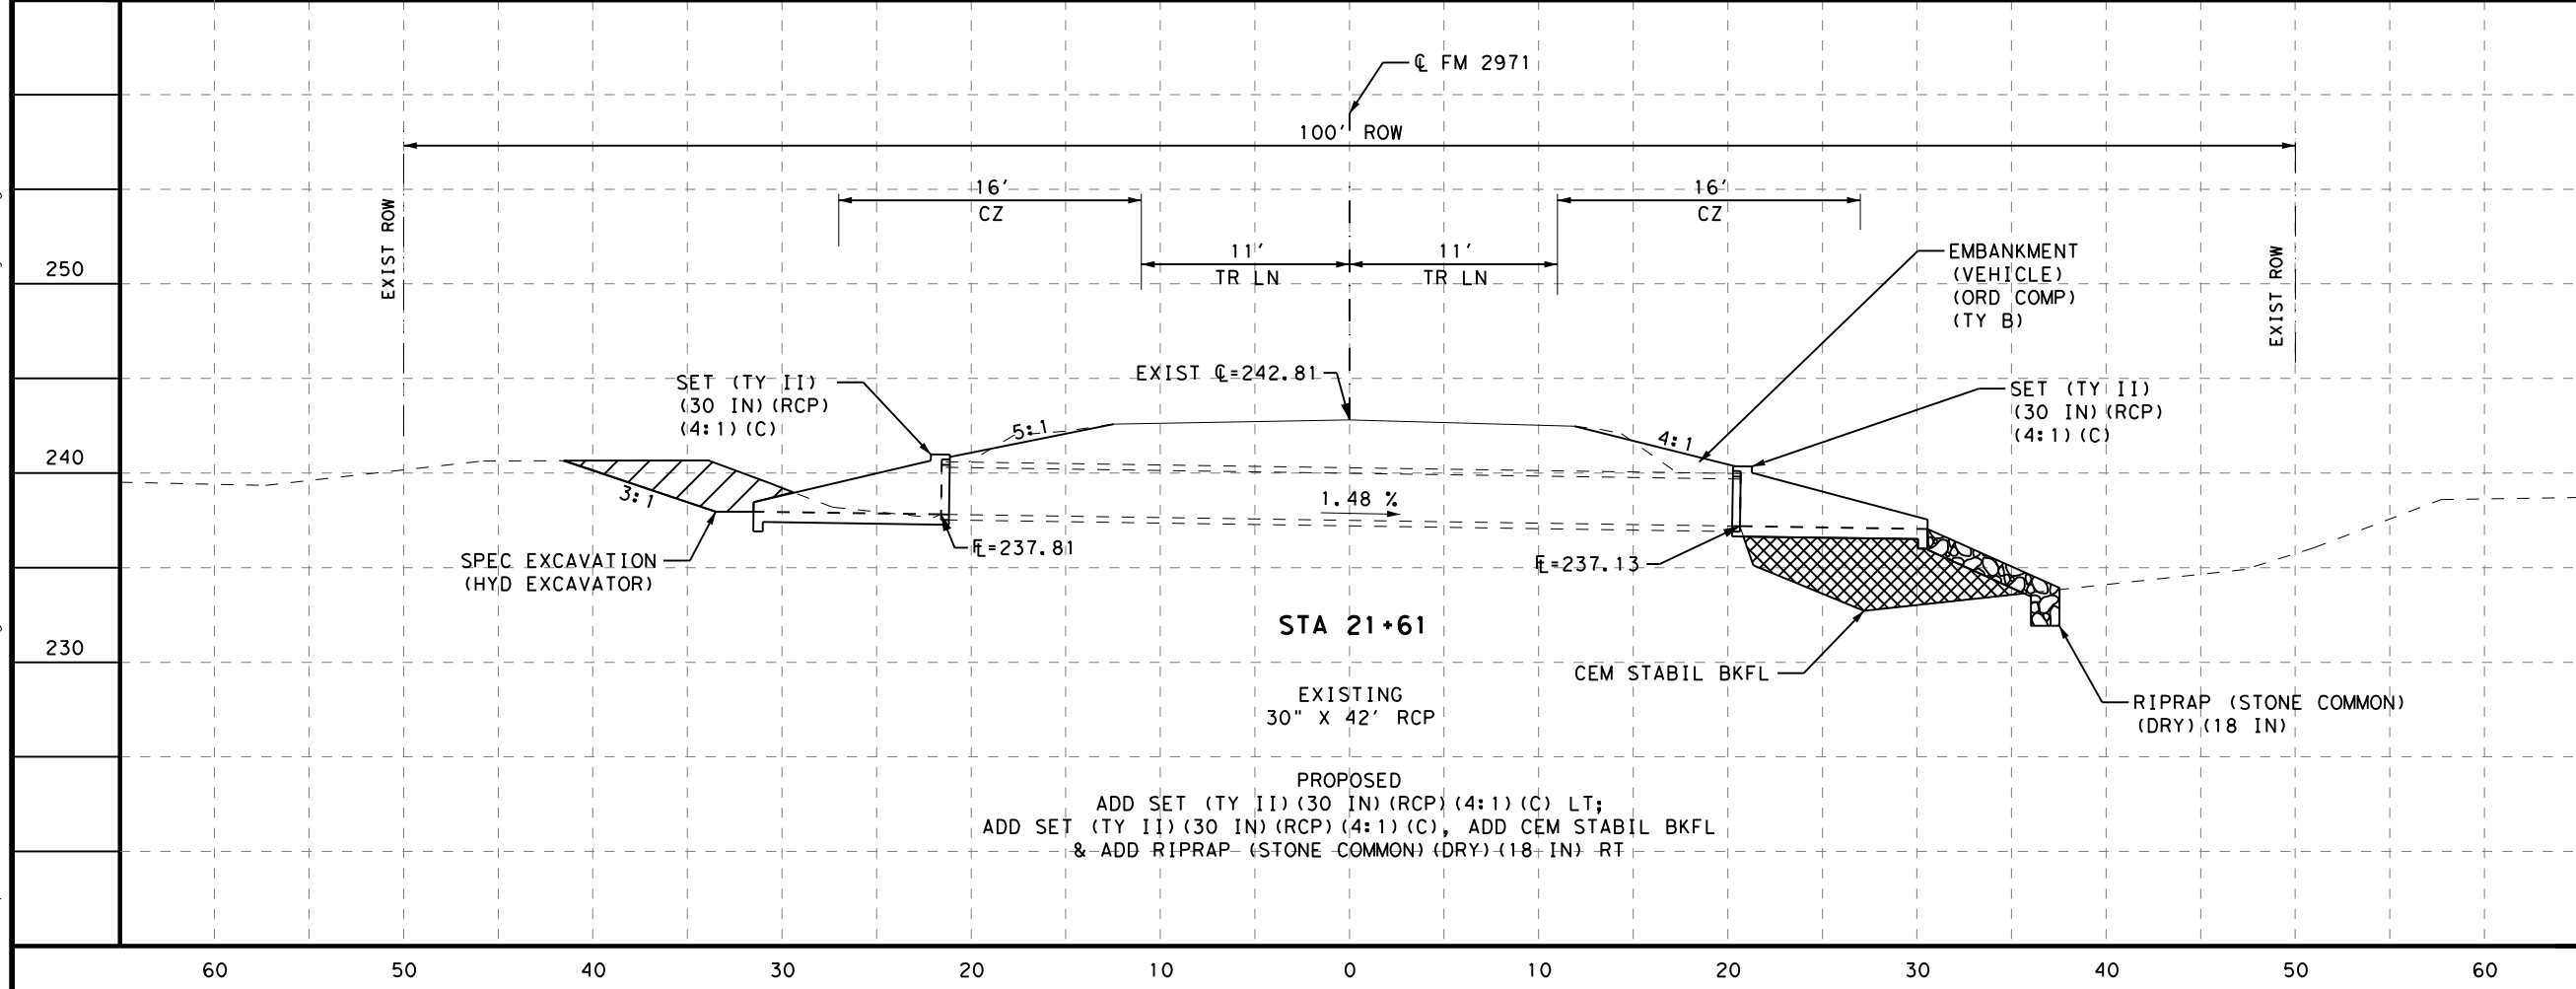 ℄ FM 2971
100' ROW
16'
CZ
16'
CZ
EXIST ROW
11'
TR LN
11'
TR LN
EMBANKMENT
(VEHICLE)
(ORD COMP)
(TY B)
EXIST ROW
250
SET (TY II)
(30 IN)(RCP)
(4:1)(C)
EXIST ℄=242.81
SET (TY II)
(30 IN)(RCP)
(4:1)(C)
5:1
4:1
240
3:1
1.48 %
SPEC EXCAVATION
(HYD EXCAVATOR)
FL=237.81
FL=237.13
STA 21+61
230
CEM STABIL BKFL
EXISTING
30" X 42' RCP
RIPRAP (STONE COMMON)
(DRY)(18 IN)
PROPOSED
ADD SET (TY II)(30 IN)(RCP)(4:1)(C) LT;
ADD SET (TY II)(30 IN)(RCP)(4:1)(C), ADD CEM STABIL BKFL
& ADD RIPRAP (STONE COMMON)(DRY)(18 IN) RT
60 50 40 30 20 10 0 10 20 30 40 50 60